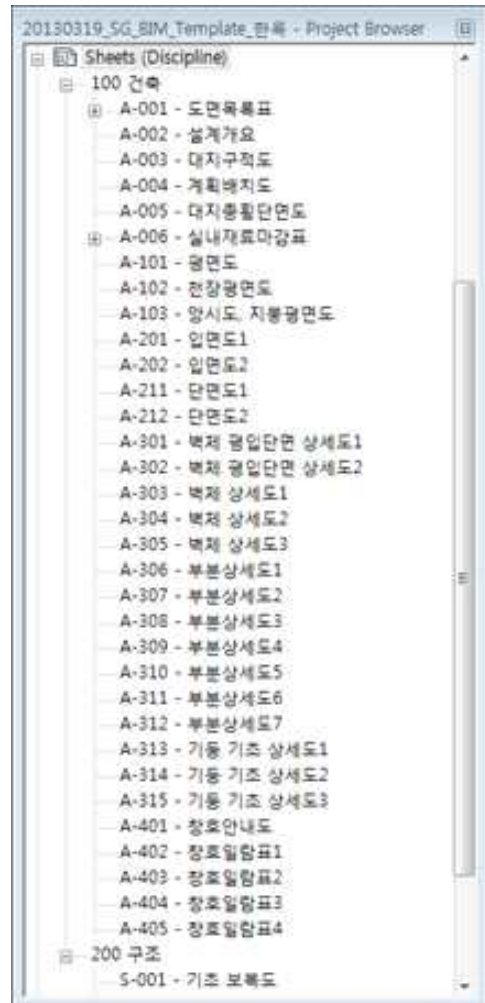 20130319_SG_BIM_Template_한옥 - Project Browser
Sheets (Discipline)
100 건축
A-001 - 도면목록표
A-002 - 설계개요
A-003 - 대지구적도
A-004 - 계획배치도
A-005 - 대지종횡단면도
A-006 - 실내재료마감표
A-101 - 평면도
A-102 - 천장평면도
A-103 - 앙시도, 지붕평면도
A-201 - 입면도1
A-202 - 입면도2
A-211 - 단면도1
A-212 - 단면도2
A-301 - 벽체 평입단면 상세도1
A-302 - 벽체 평입단면 상세도2
A-303 - 벽체 상세도1
A-304 - 벽체 상세도2
A-305 - 벽체 상세도3
A-306 - 부분상세도1
A-307 - 부분상세도2
A-308 - 부분상세도3
A-309 - 부분상세도4
A-310 - 부분상세도5
A-311 - 부분상세도6
A-312 - 부분상세도7
A-313 - 기둥 기초 상세도1
A-314 - 기둥 기초 상세도2
A-315 - 기둥 기초 상세도3
A-401 - 창호안내도
A-402 - 창호일람표1
A-403 - 창호일람표2
A-404 - 창호일람표3
A-405 - 창호일람표4
200 구조
S-001 - 기초 보복도